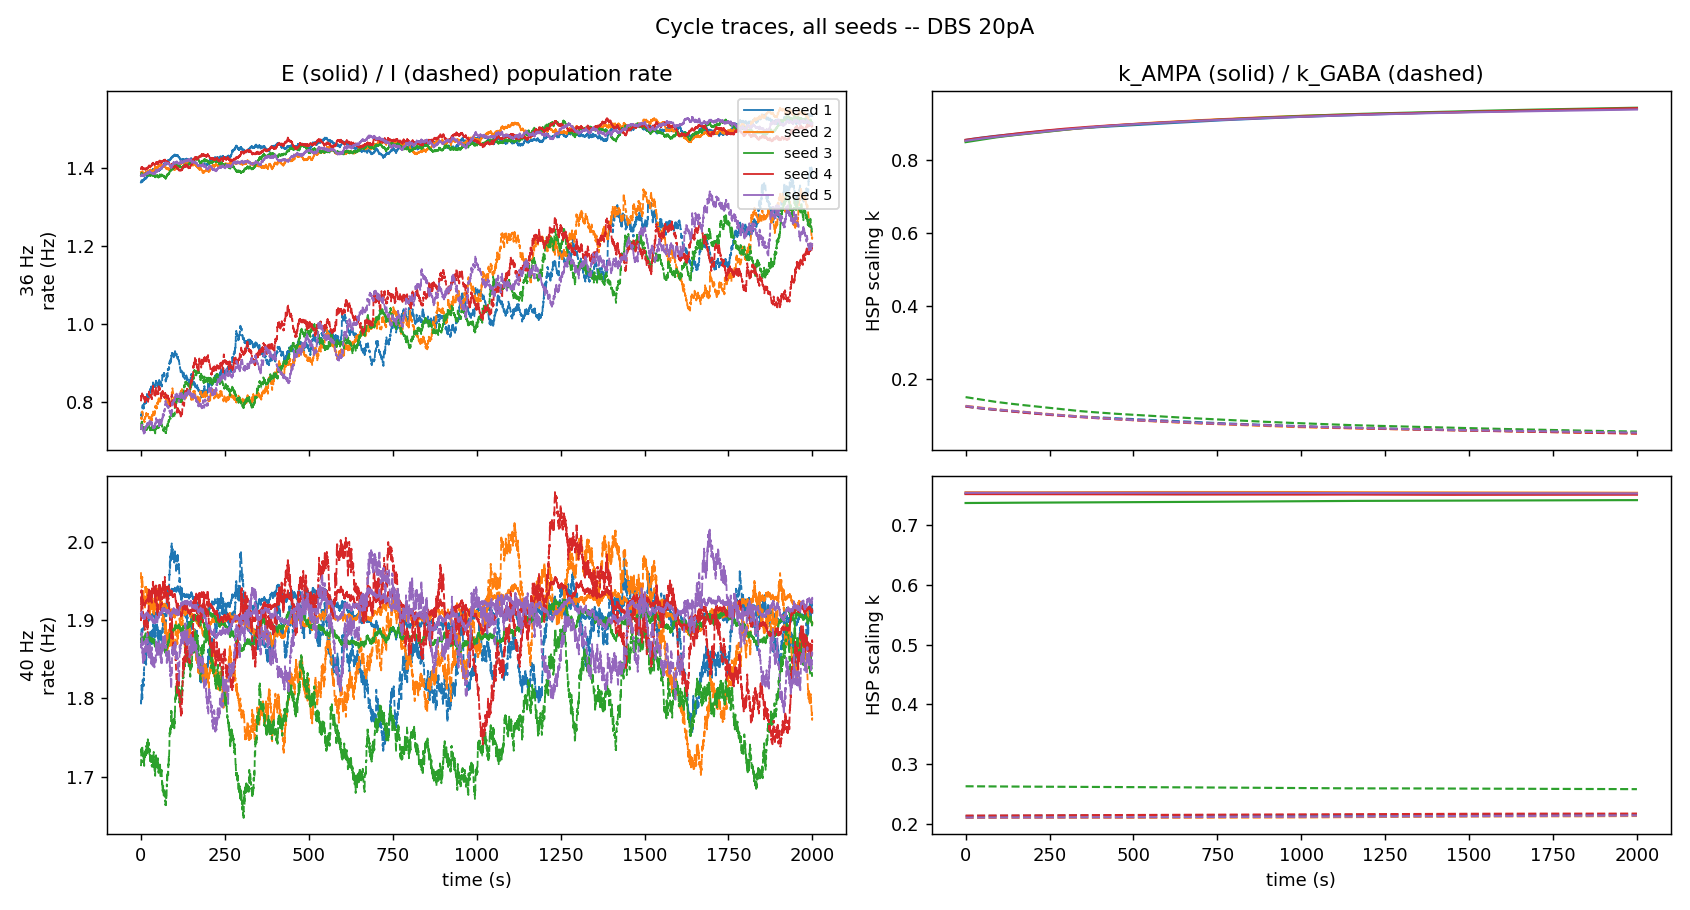 Cycle traces, all seeds -- DBS 20pA
E (solid) / I (dashed) population rate
k_AMPA (solid) / k_GABA (dashed)
36 Hz
rate (Hz)
1.4
1.2
1.0
0.8
seed 1
seed 2
seed 3
seed 4
seed 5
HSP scaling k
0.8
0.6
0.4
0.2
40 Hz
rate (Hz)
2.0
1.9
1.8
1.7
0 250 500 750 1000 1250 1500 1750 2000
time (s)
HSP scaling k
0.7
0.6
0.5
0.4
0.3
0.2
0 250 500 750 1000 1250 1500 1750 2000
time (s)